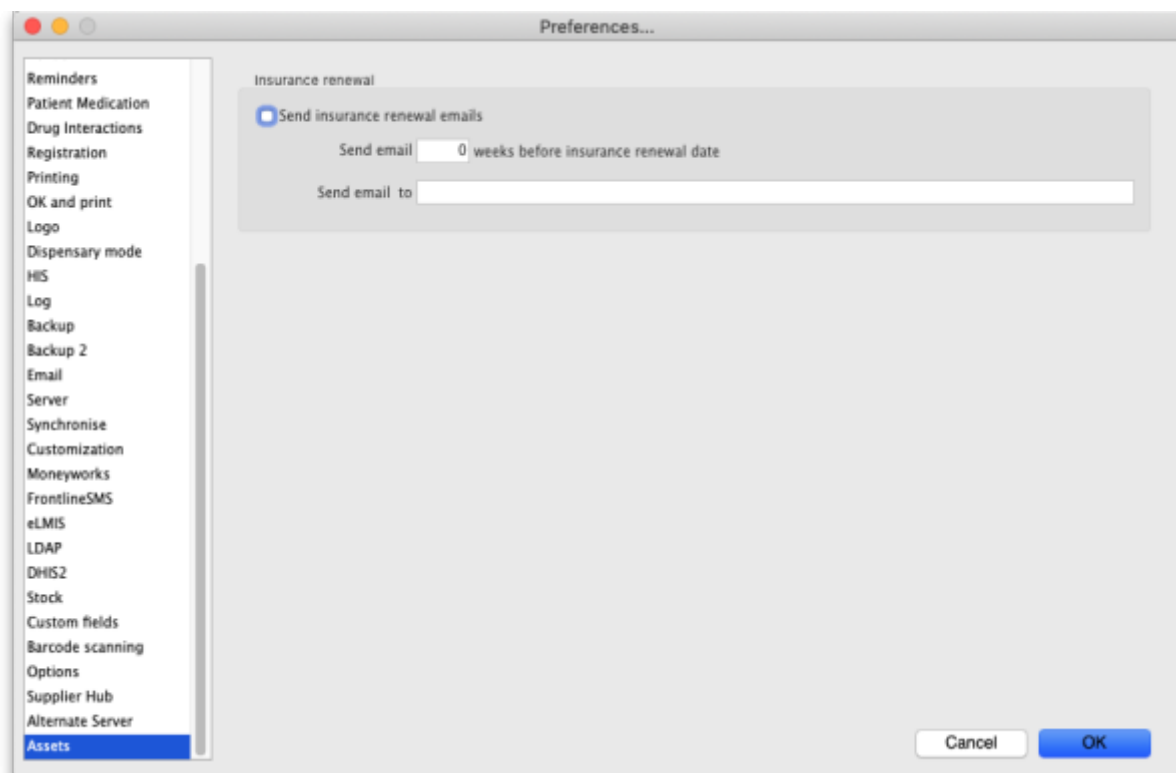 Preferences...
Reminders
Patient Medication
Drug Interactions
Registration
Printing
OK and print
Logo
Dispensary mode
HIS
Log
Backup
Backup 2
Email
Server
Synchronise
Customization
Moneyworks
FrontlineSMS
eLMIS
LDAP
DHIS2
Stock
Custom fields
Barcode scanning
Options
Supplier Hub
Alternate Server
Assets
Insurance renewal
Send insurance renewal emails
Send email 0 weeks before insurance renewal date
Send email to
Cancel OK